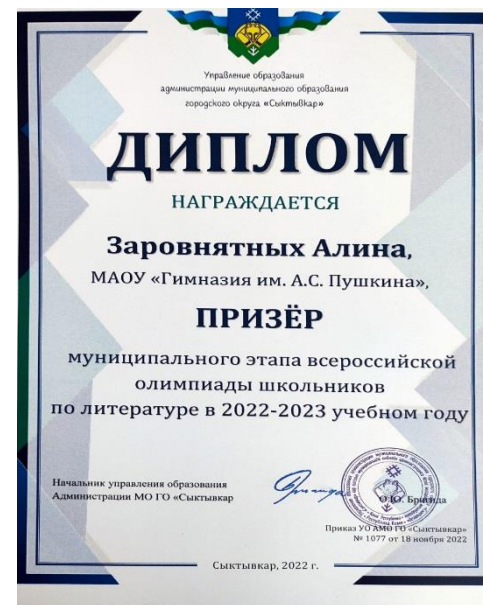 Управление образования
администрации муниципального образования
городского округа «Сыктывкар»
ДИПЛОМ
НАГРАЖДАЕТСЯ
Заровнятных Алина,
МАОУ «Гимназия им. А.С. Пушкина»,
ПРИЗЁР
муниципального этапа всероссийской
олимпиады школьников
по литературе в 2022-2023 учебном году
Начальник управления образования
Администрации МО ГО «Сыктывкар
О.Ю. Бригида
Приказ УО АМО ГО «Сыктывкар»
№ 1077 от 18 ноября 2022
Сыктывкар, 2022 г.